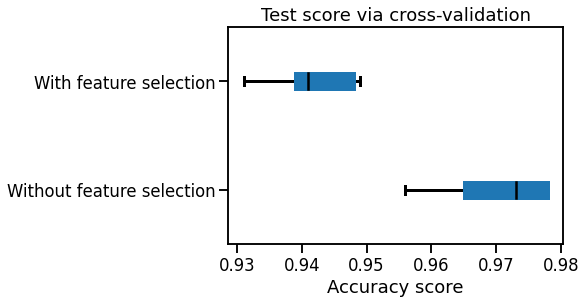 Test score via cross-validation
With feature selection
Without feature selection
0.93 0.94 0.95 0.96 0.97 0.98
Accuracy score